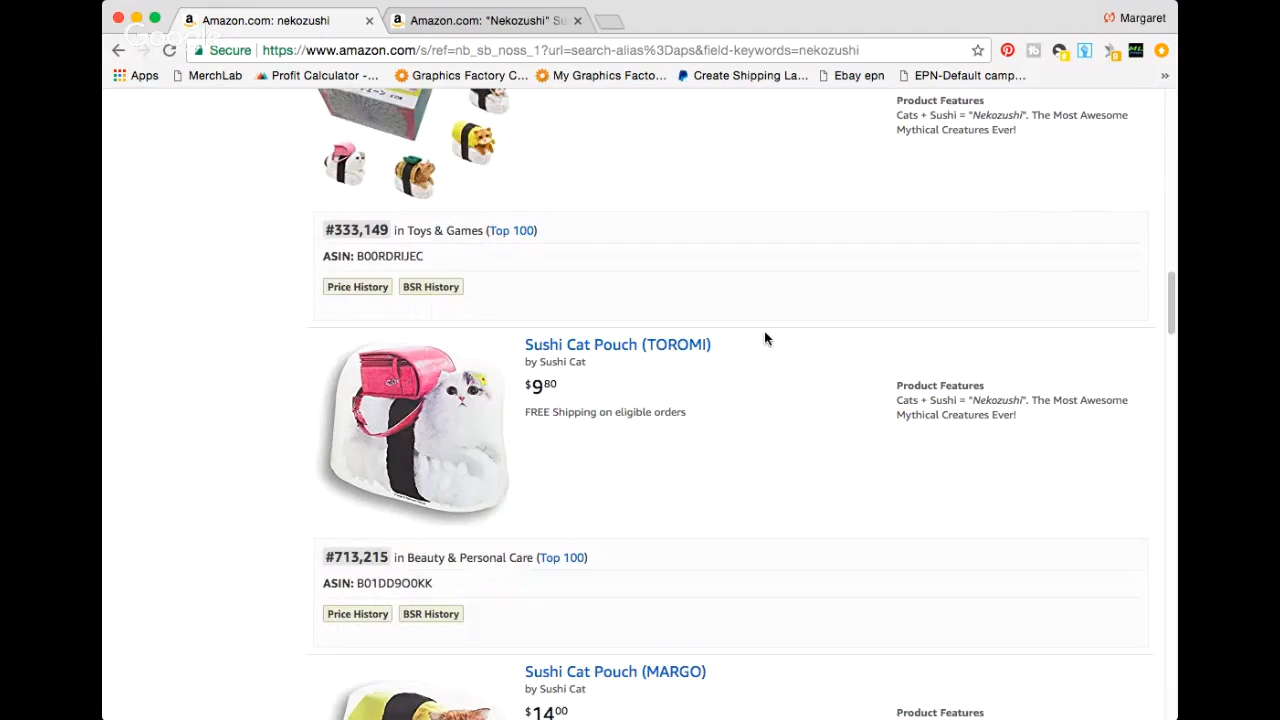 Amazon.com: nekozushi
Amazon.com: "Nekozushi" Su
Margaret
Google
Secure
https://www.amazon.com/s/ref=nb_sb_noss_1?url=search-alias%3Daps&field-keywords=nekozushi
Apps
MerchLab
Profit Calculator -...
Graphics Factory C...
My Graphics Facto...
Create Shipping La...
Ebay epn
EPN-Default camp...
»
Product Features
Cats + Sushi = "Nekozushi". The Most Awesome
Mythical Creatures Ever!
#333,149 in Toys & Games (Top 100)
ASIN: B00RDRIJEC
Price History
BSR History
Sushi Cat Pouch (TOROMI)
by Sushi Cat
$9.80
FREE Shipping on eligible orders
Product Features
Cats + Sushi = "Nekozushi". The Most Awesome
Mythical Creatures Ever!
#713,215 in Beauty & Personal Care (Top 100)
ASIN: B01DD9O0KK
Price History
BSR History
Sushi Cat Pouch (MARGO)
by Sushi Cat
$14.00
Product Features